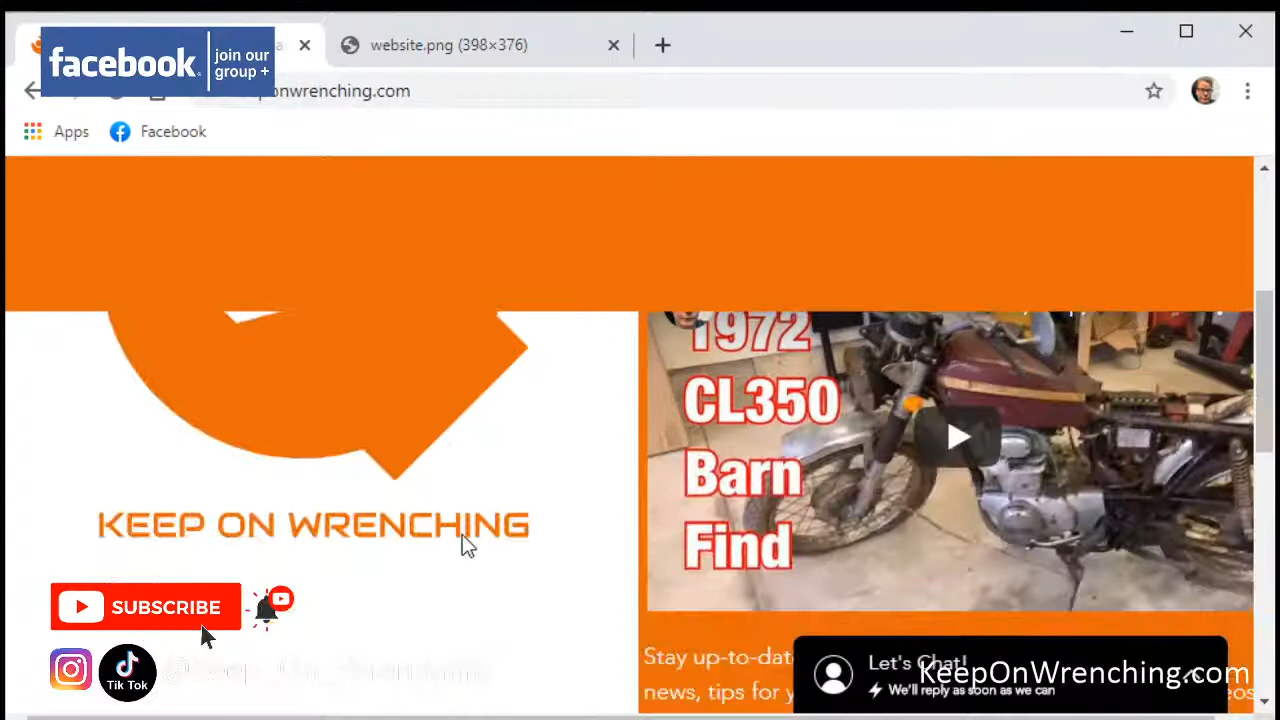 facebook
join our
group +
website.png (398×376)
onwrenching.com
Apps
Facebook
1972
CL350
Barn
Find
KEEP ON WRENCHING
SUBSCRIBE
Tik Tok
Stay up-to-dat
news, tips for y
Let's Chat!
We'll reply as soon as we can
KeepOnWrenching.com